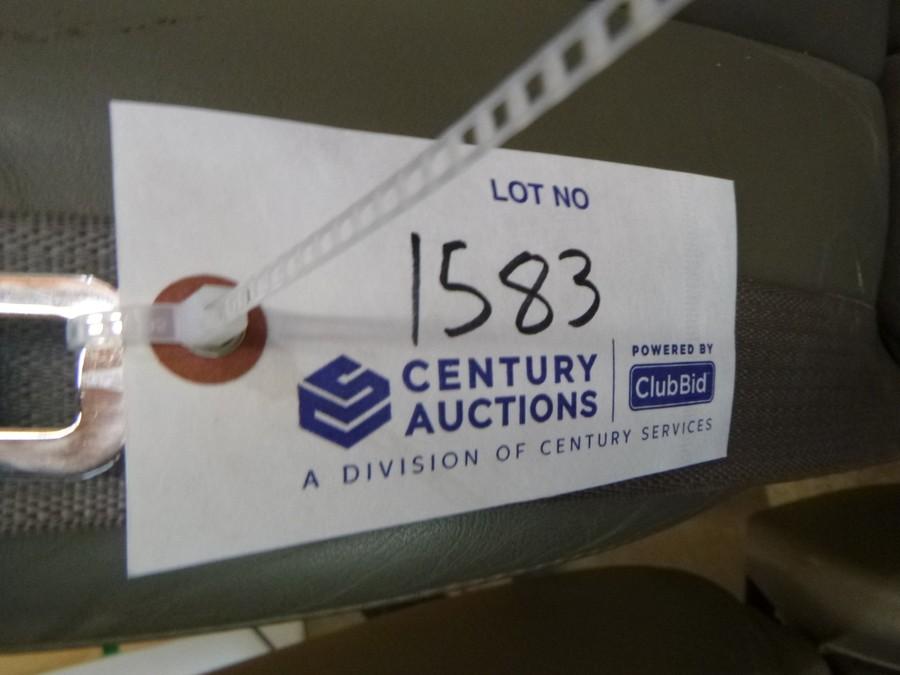 LOT NO
1583
CENTURY
AUCTIONS
POWERED BY
ClubBid
A DIVISION OF CENTURY SERVICES